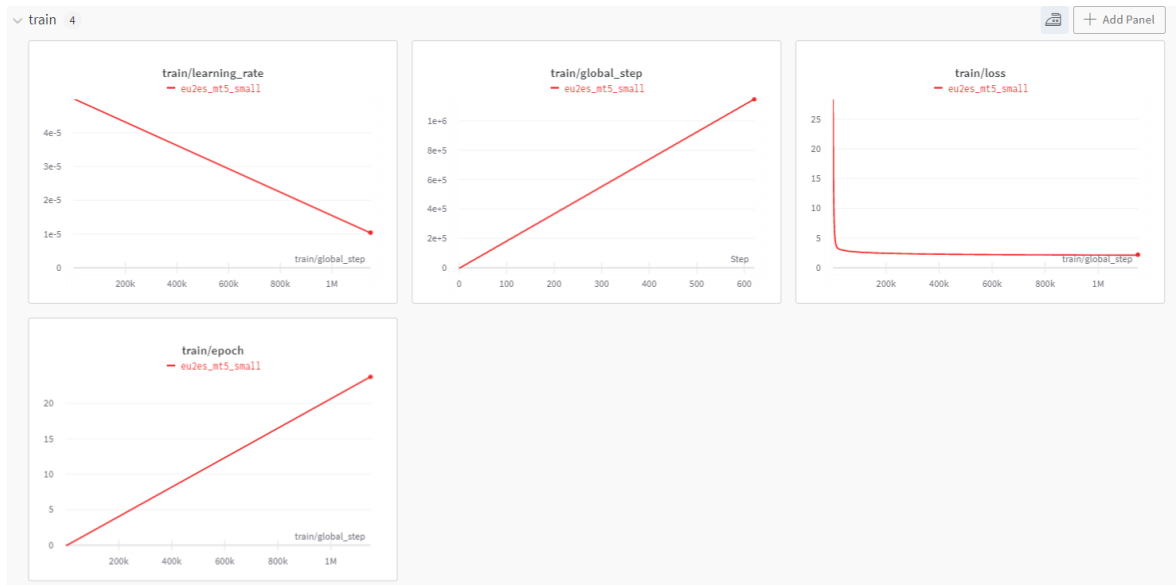 train 4
+ Add Panel
train/learning_rate
eu2es_mt5_small
4e-5
3e-5
2e-5
1e-5
0
train/global_step
200k 400k 600k 800k 1M
train/global_step
eu2es_mt5_small
1e+6
8e+5
6e+5
4e+5
2e+5
0
Step
0 100 200 300 400 500 600
train/loss
eu2es_mt5_small
25
20
15
10
5
0
train/global_step
200k 400k 600k 800k 1M
train/epoch
eu2es_mt5_small
20
15
10
5
0
train/global_step
200k 400k 600k 800k 1M